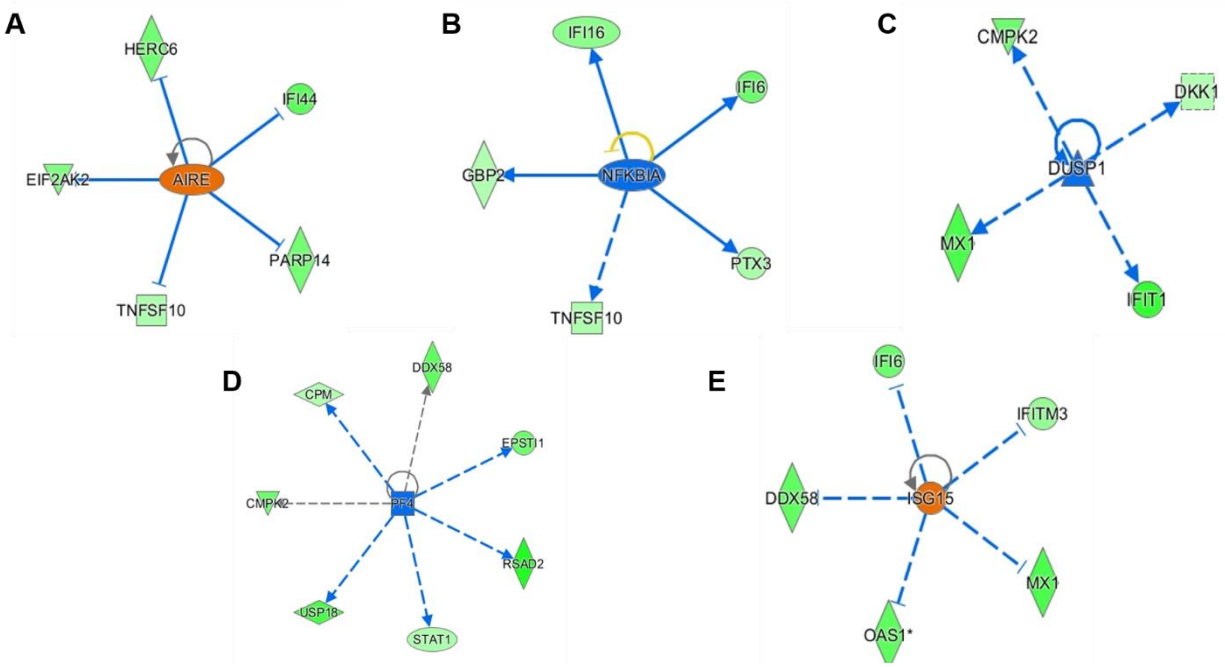 A
HERC6
IFI44
EIF2AK2
AIRE
PARP14
TNFSF10
B
IFI16
IFI6
GBP2
NFKBIA
PTX3
TNFSF10
C
CMPK2
DKK1
DUSP1
MX1
IFIT1
D
DDX58
CPM
EPSTI1
CMPK2
PF4
RSAD2
USP18
STAT1
E
IFI6
IFITM3
DDX58
ISG15
MX1
OAS1*